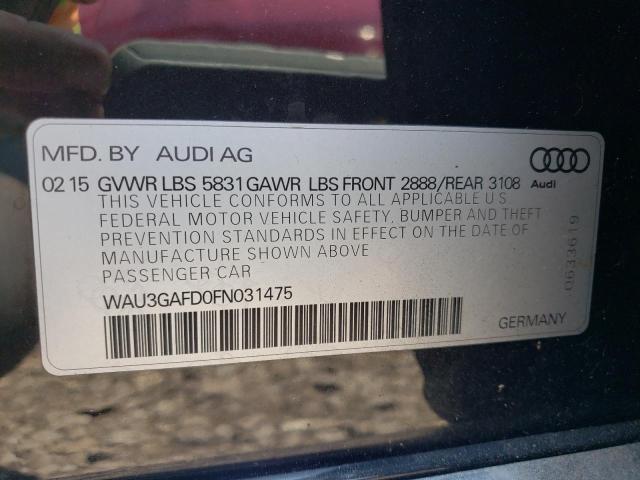 MFD. BY AUDI AG
02 15 GVWR LBS 5831 GAWR LBS FRONT 2888/REAR 3108
Audi
THIS VEHICLE CONFORMS TO ALL APPLICABLE U S
FEDERAL MOTOR VEHICLE SAFETY, BUMPER AND THEFT
PREVENTION STANDARDS IN EFFECT ON THE DATE OF
MANUFACTURE SHOWN ABOVE
PASSENGER CAR
0633619
WAU3GAFD0FN031475
GERMANY